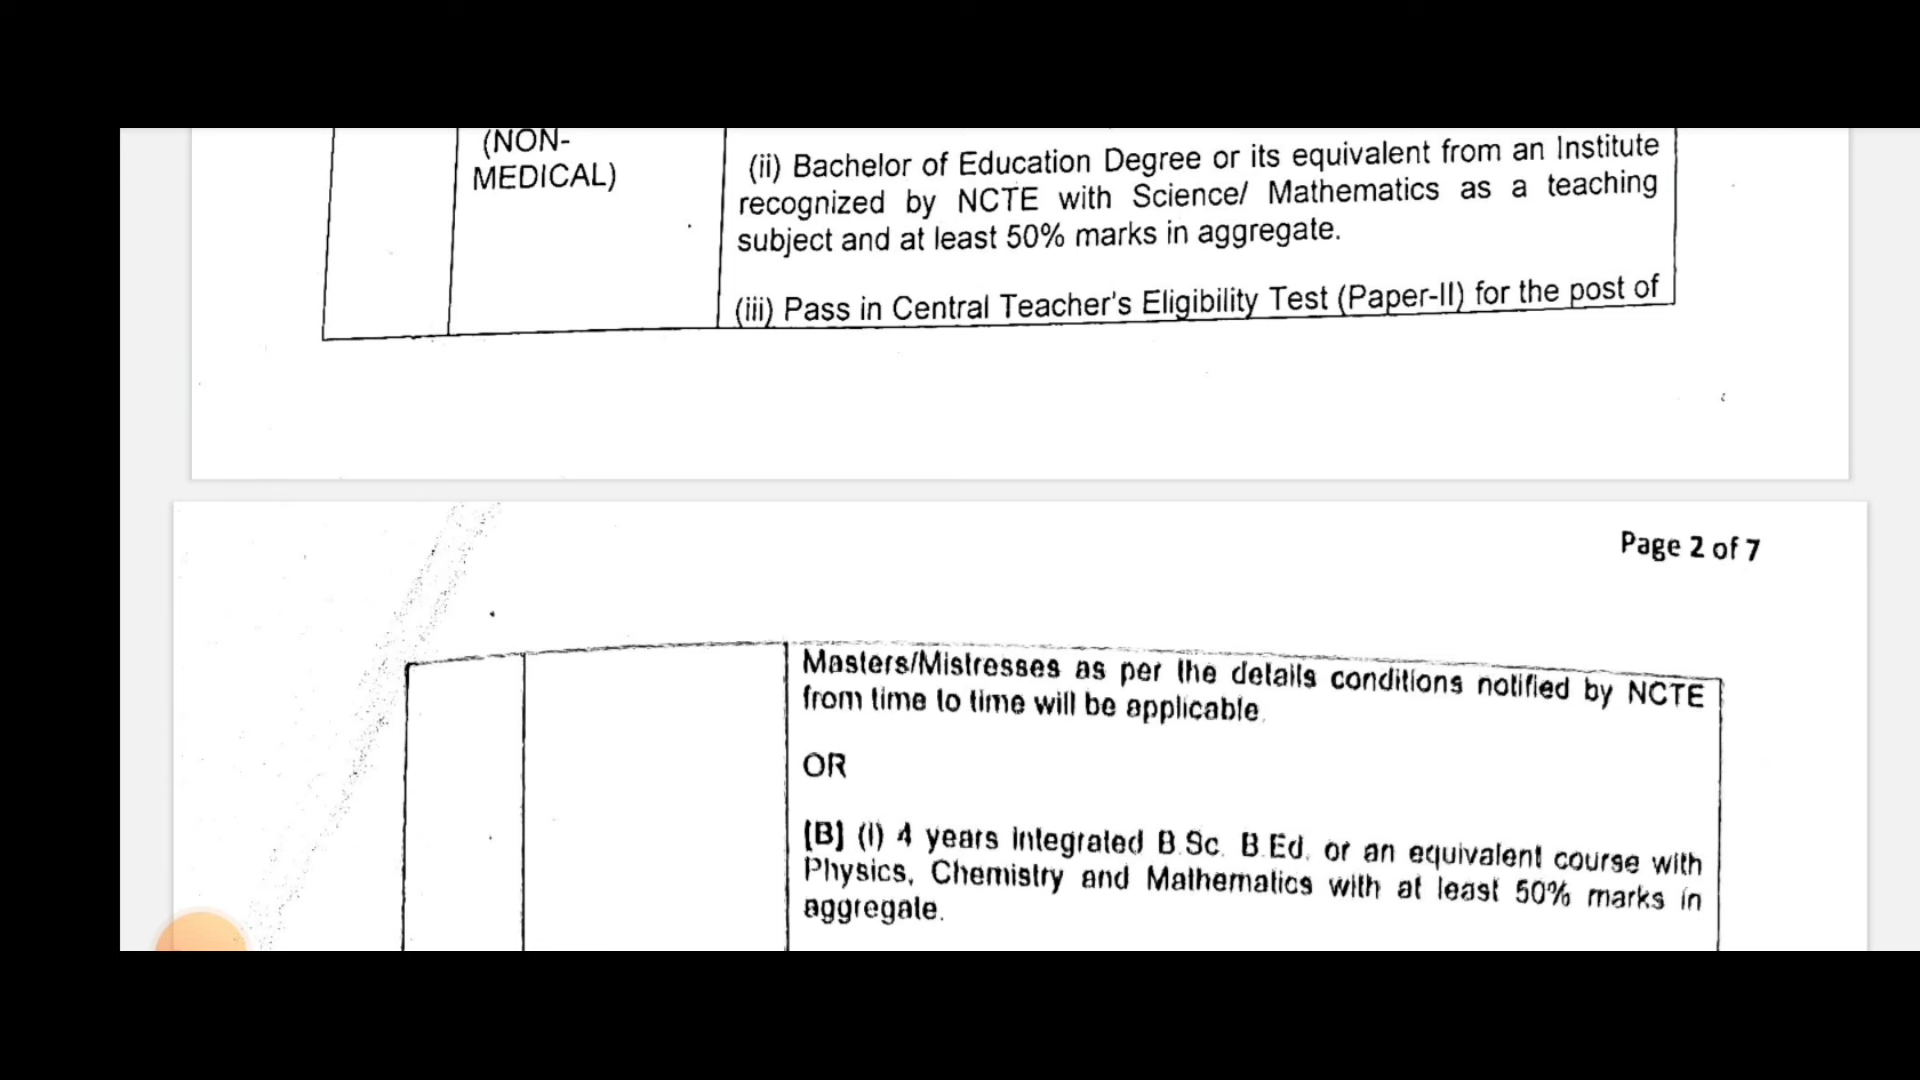 (NON-
MEDICAL)
(ii) Bachelor of Education Degree or its equivalent from an Institute
recognized by NCTE with Science/ Mathematics as a teaching
subject and at least 50% marks in aggregate.
(iii) Pass in Central Teacher's Eligibility Test (Paper-II) for the post of
Page 2 of 7
Masters/Mistresses as per the details conditions notified by NCTE
from time to time will be applicable.
OR
[B] (i) 4 years integrated B.Sc. B.Ed. or an equivalent course with
Physics, Chemistry and Mathematics with at least 50% marks in
aggregate.